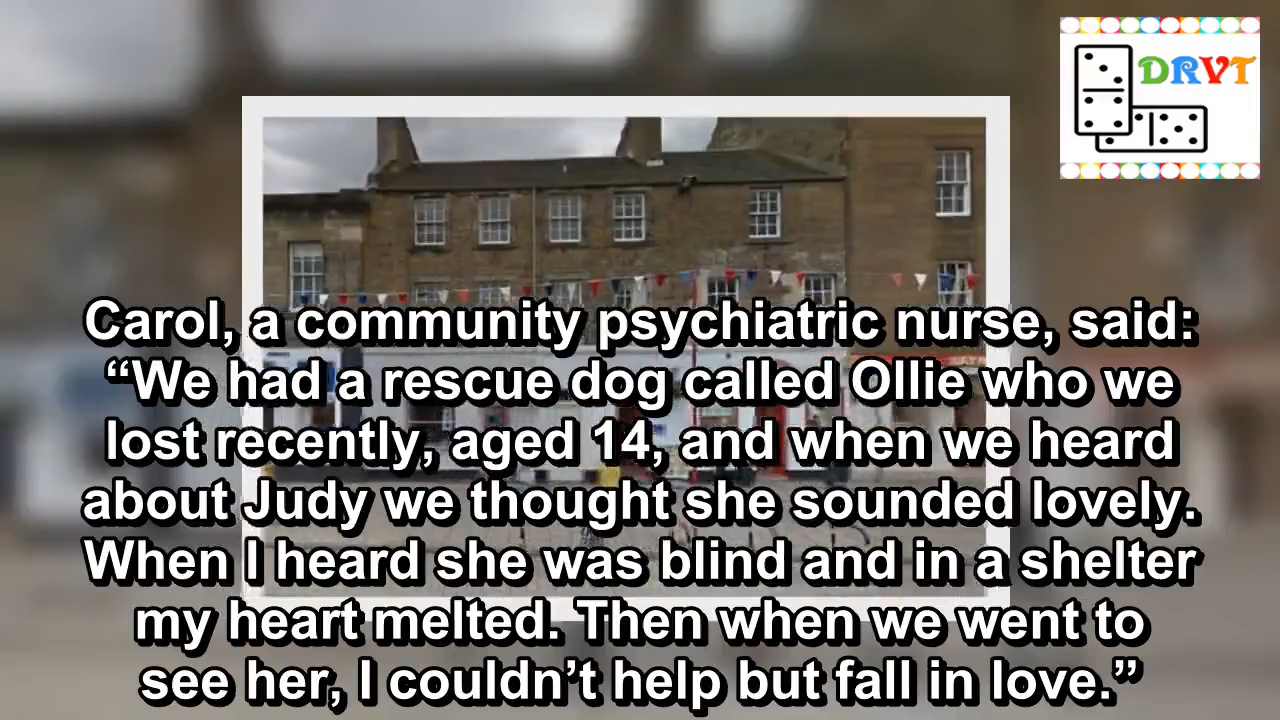 DRVT
Carol, a community psychiatric nurse, said:
“We had a rescue dog called Ollie who we
lost recently, aged 14, and when we heard
about Judy we thought she sounded lovely.
When I heard she was blind and in a shelter
my heart melted. Then when we went to
see her, I couldn’t help but fall in love.”